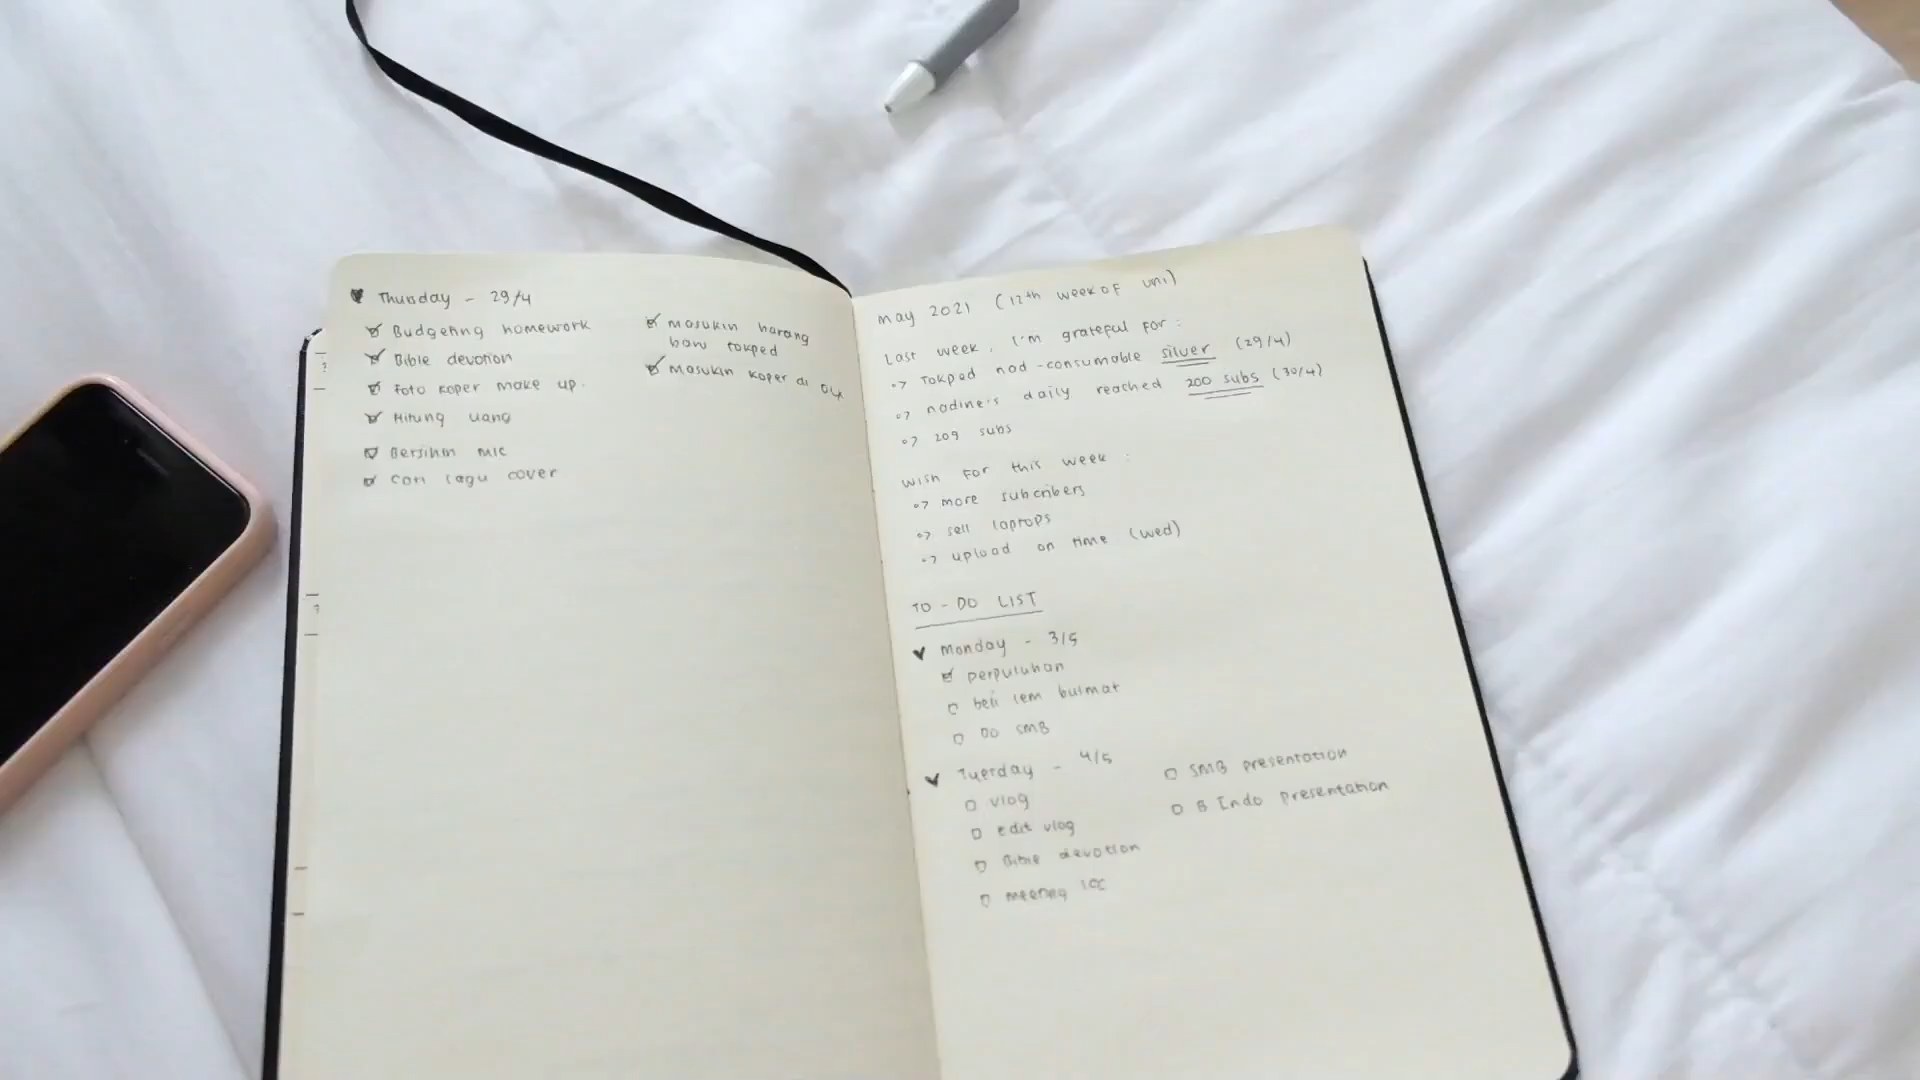 Thursday - 29/4
Budgeting homework
Bible devotion
Foto koper make up.
Hitung uang
Bersihin mic
Cari lagu cover
Masukin barang
baru tokped
Masukin koper di
May 2021 (12th week of uni)
Last week, I'm grateful for :
Tokped nad-consumable silver (29/4)
nadine's daily reached 200 subs (30/4)
209 subs
wish for this week :
more subcribers
sell laptops
upload on time (wed)
TO-DO LIST
Monday - 3/5
perpuluhan
beli lem bulmat
Do SMB
Tuesday - 4/5
vlog
edit vlog
Bible devotion
meeting
SMB presentation
B Indo presentation